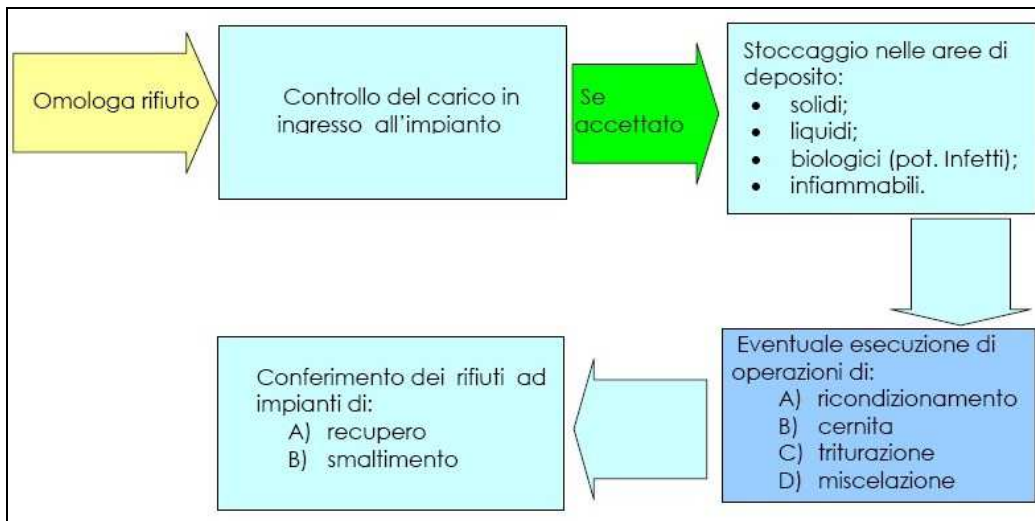 Omologa rifiuto
Controllo del carico in
ingresso all'impianto
Se
accettato
Stoccaggio nelle aree di
deposito:
• solidi;
• liquidi;
• biologici (pot. Infetti);
• infiammabili.
Eventuale esecuzione di
operazioni di:
A) ricondizionamento
B) cernita
C) triturazione
D) miscelazione
Conferimento dei rifiuti ad
impianti di:
A) recupero
B) smaltimento